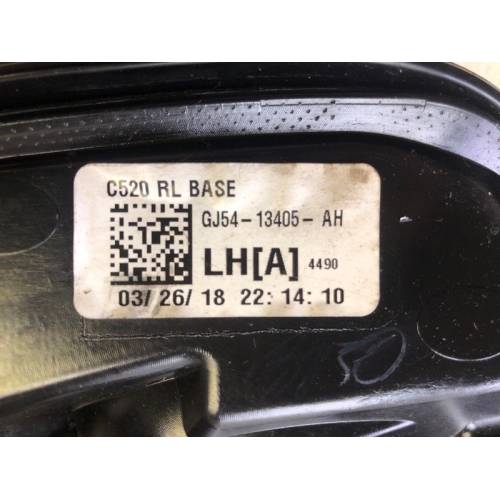 C520 RL BASE
GJ54-13405-AH
LH[A] 4490
03/26/18 22:14:10